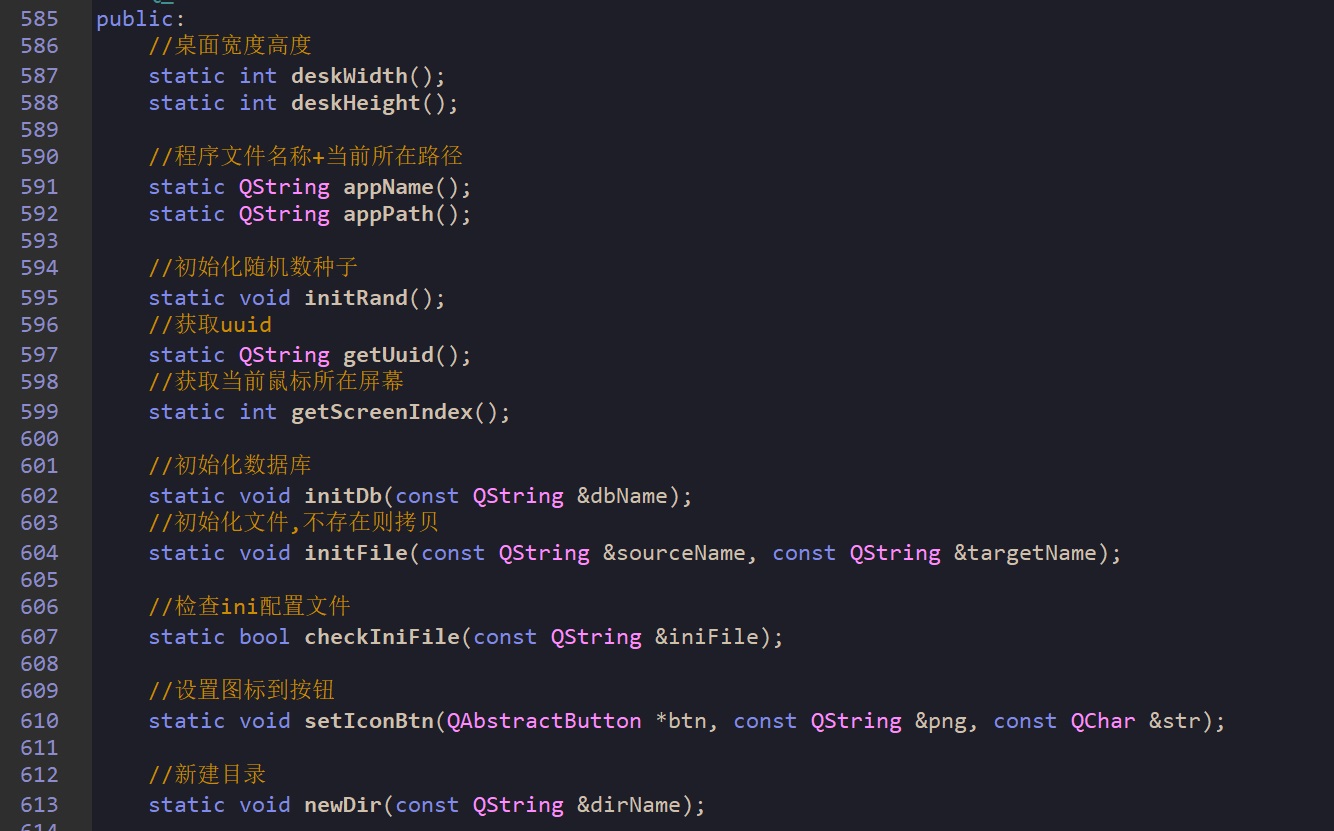 585 public:
586 //桌面宽度高度
587 static int deskWidth();
588 static int deskHeight();
589
590 //程序文件名称+当前所在路径
591 static QString appName();
592 static QString appPath();
593
594 //初始化随机数种子
595 static void initRand();
596 //获取uuid
597 static QString getUuid();
598 //获取当前鼠标所在屏幕
599 static int getScreenIndex();
600
601 //初始化数据库
602 static void initDb(const QString &dbName);
603 //初始化文件,不存在则拷贝
604 static void initFile(const QString &sourceName, const QString &targetName);
605
606 //检查ini配置文件
607 static bool checkIniFile(const QString &iniFile);
608
609 //设置图标到按钮
610 static void setIconBtn(QAbstractButton *btn, const QString &png, const QChar &str);
611
612 //新建目录
613 static void newDir(const QString &dirName);